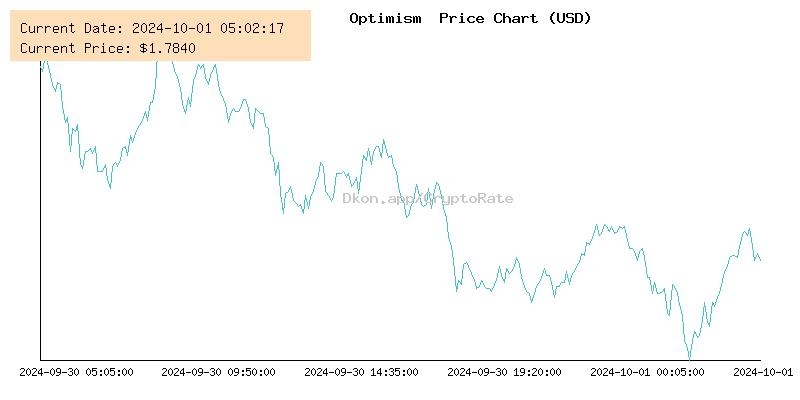 Optimism  Price Chart (USD)
Current Date: 2024-10-01 05:02:17
Current Price: $1.7840
Dkon.app/CryptoRate
2024-09-30 05:05:00 2024-09-30 09:50:00 2024-09-30 14:35:00 2024-09-30 19:20:00 2024-10-01 00:05:00 2024-10-01